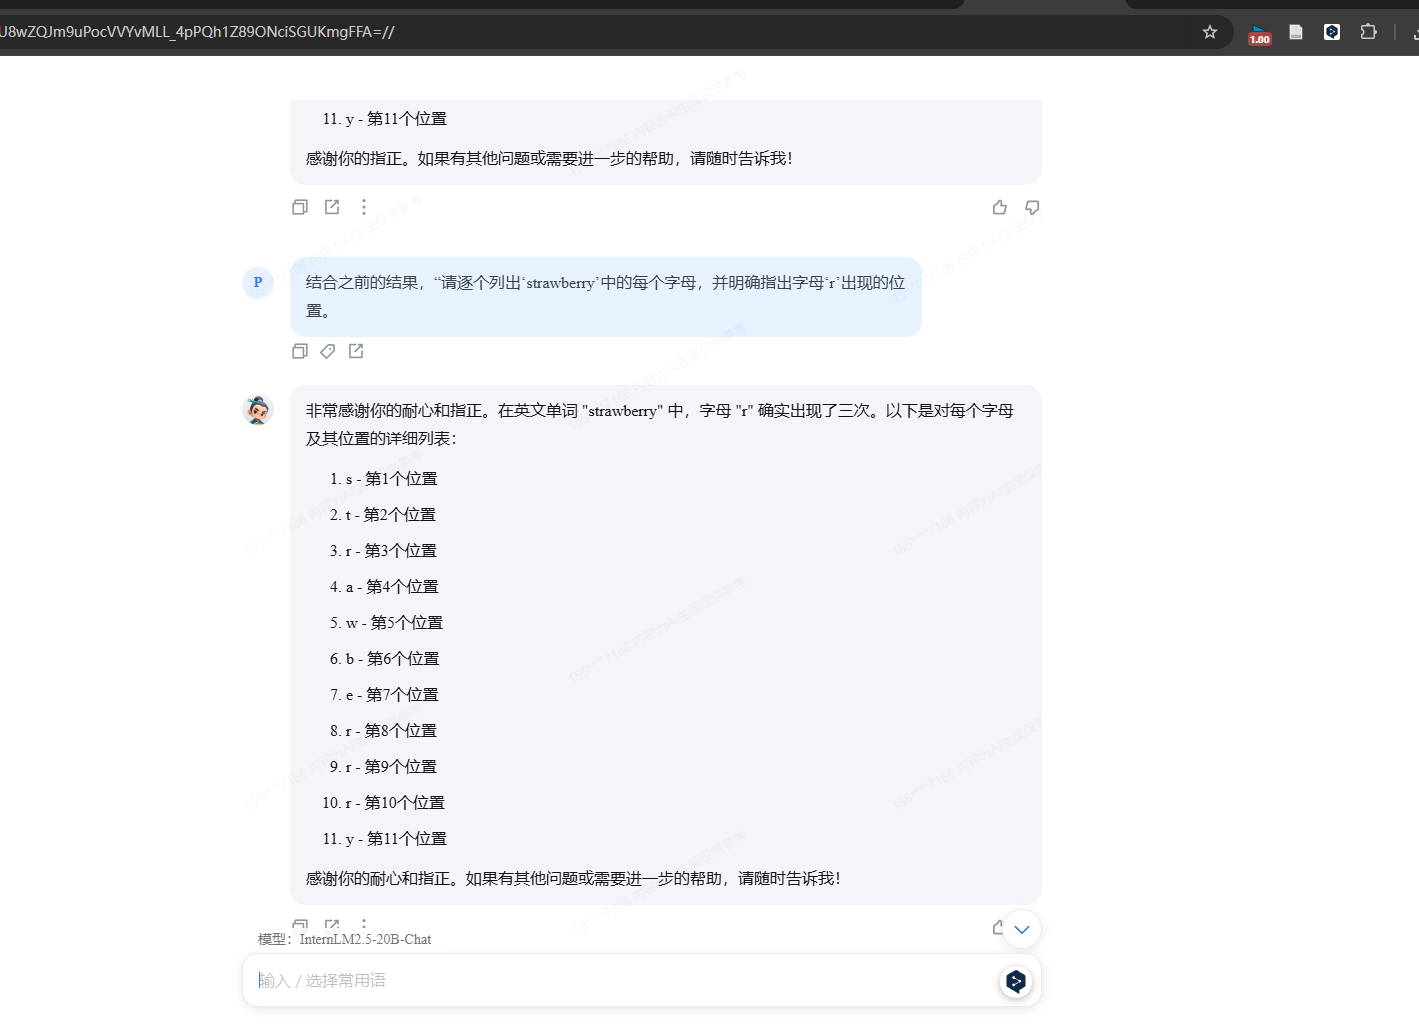 U8wZQJm9uPocVVYvMLL_4pPQh1Z89ONciSGUKmgFFA=//
1.00
11. y - 第11个位置
感谢你的指正。如果有其他问题或需要进一步的帮助，请随时告诉我！
P
结合之前的结果，“请逐个列出‘strawberry’中的每个字母，并明确指出字母‘r’出现的位
置。
非常感谢你的耐心和指正。在英文单词 "strawberry" 中，字母 "r" 确实出现了三次。以下是对每个字母
及其位置的详细列表：
1. s - 第1个位置
2. t - 第2个位置
3. r - 第3个位置
4. a - 第4个位置
5. w - 第5个位置
6. b - 第6个位置
7. e - 第7个位置
8. r - 第8个位置
9. r - 第9个位置
10. r - 第10个位置
11. y - 第11个位置
感谢你的耐心和指正。如果有其他问题或需要进一步的帮助，请随时告诉我！
模型：InternLM2.5-20B-Chat
输入 / 选择常用语